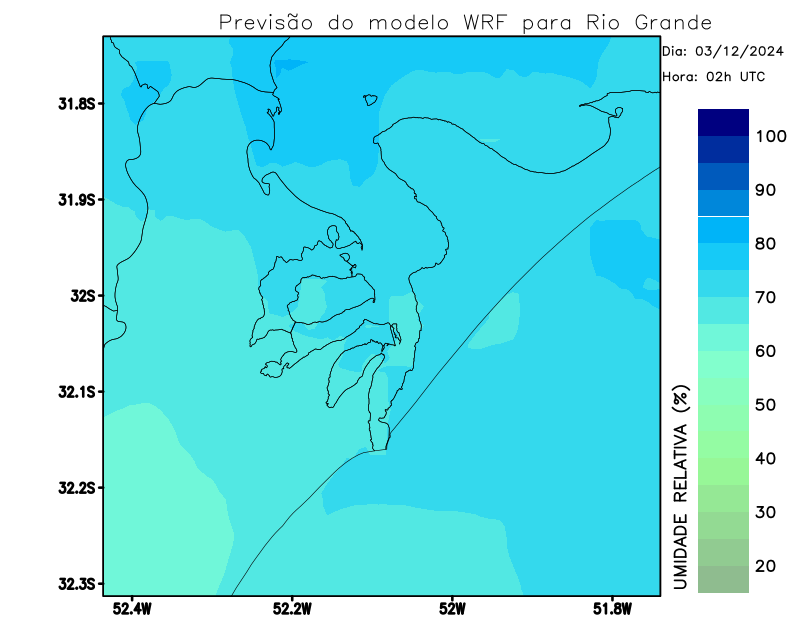 Previsão do modelo WRF para Rio Grande
Dia: 03/12/2024
Hora: 02h UTC
31.8S
31.9S
32S
32.1S
32.2S
32.3S
52.4W
52.2W
52W
51.8W
100
90
80
70
60
50
40
30
20
UMIDADE RELATIVA (%)